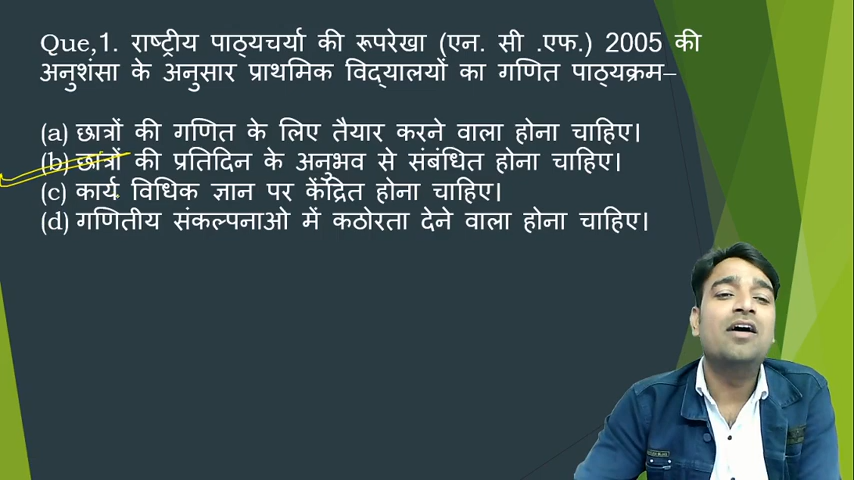 Que,1. राष्ट्रीय पाठ्यचर्या की रूपरेखा (एन. सी .एफ.) 2005 की
अनुशंसा के अनुसार प्राथमिक विद्यालयों का गणित पाठ्यक्रम–
(a) छात्रों की गणित के लिए तैयार करने वाला होना चाहिए।
(b) छात्रों की प्रतिदिन के अनुभव से संबंधित होना चाहिए।
(c) कार्य विधिक ज्ञान पर केंद्रित होना चाहिए।
(d) गणितीय संकल्पनाओ में कठोरता देने वाला होना चाहिए।